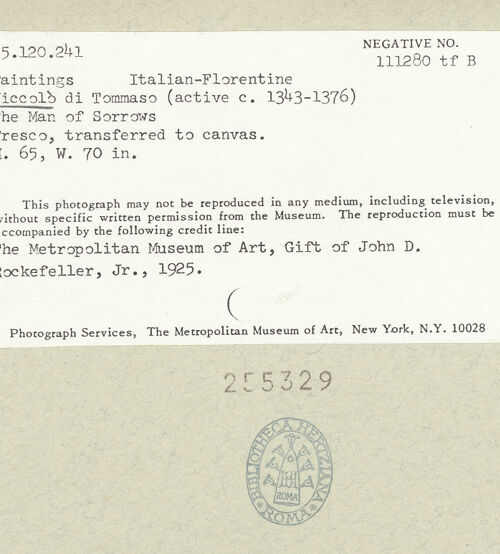 5.120.241
NEGATIVE NO.
111280 tf B
aintings Italian-Florentine
iccolò di Tommaso (active c. 1343-1376)
he Man of Sorrows
resco, transferred to canvas.
. 65, W. 70 in.
This photograph may not be reproduced in any medium, including television,
without specific written permission from the Museum. The reproduction must be
ccompanied by the following credit line:
he Metropolitan Museum of Art, Gift of John D.
ockefeller, Jr., 1925.
Photograph Services, The Metropolitan Museum of Art, New York, N.Y. 10028
255329
BIBLIOTHECA HERTZIANA
ROMA
ROMA